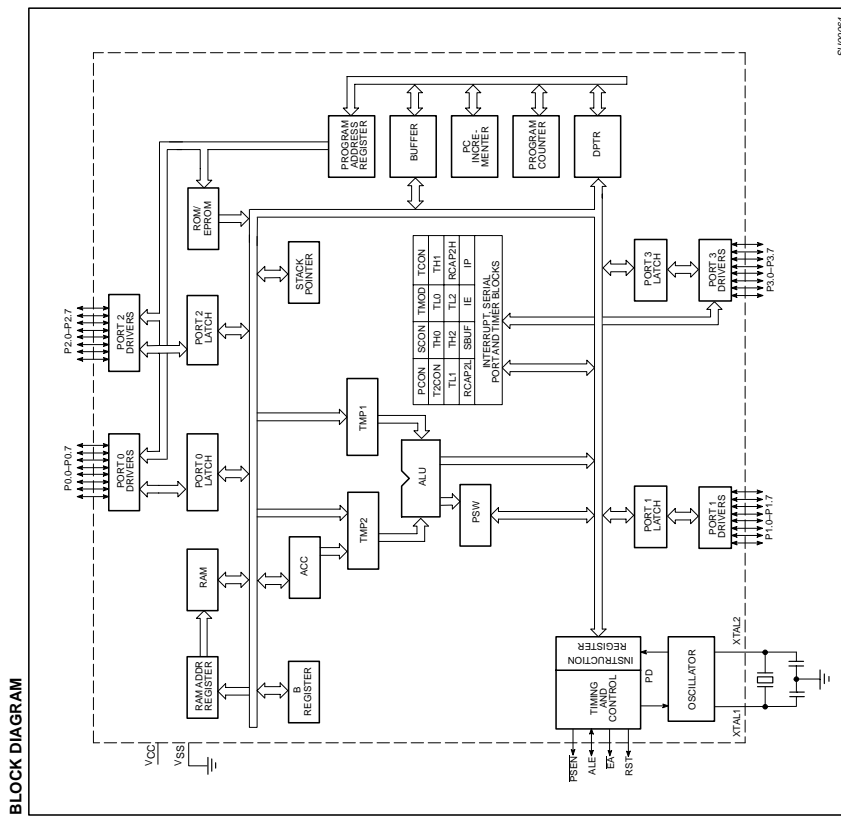 BLOCK DIAGRAM
P0.0–P0.7
P2.0–P2.7
VCC
VSS
PORT 0
DRIVERS
PORT 2
DRIVERS
RAM ADDR
REGISTER
RAM
PORT 0
LATCH
PORT 2
LATCH
ROM/
EPROM
B
REGISTER
ACC
STACK
POINTER
PROGRAM
ADDRESS
REGISTER
TMP2
TMP1
BUFFER
ALU
PCON SCON TMOD TCON
T2CON TH0 TL0 TH1
TL1 TH2 TL2 RCAP2H
RCAP2L SBUF IE IP
INTERRUPT, SERIAL
PORT AND TIMER BLOCKS
PC
INCRE-
MENTER
PSW
PROGRAM
COUNTER
PSEN
ALE
EA
RST
TIMING
AND
CONTROL
INSTRUCTION
REGISTER
DPTR
PD
PORT 1
LATCH
PORT 3
LATCH
OSCILLATOR
PORT 1
DRIVERS
PORT 3
DRIVERS
XTAL1
XTAL2
P1.0–P1.7
P3.0–P3.7